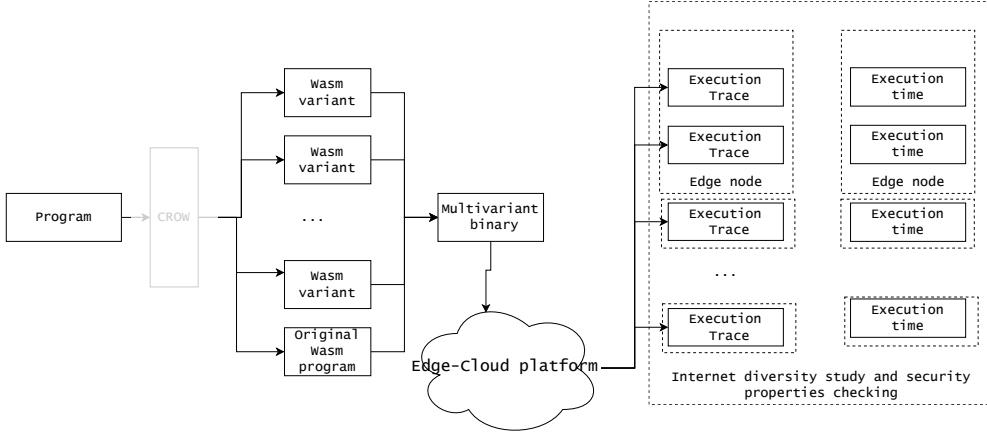 Program
CROW
Wasm
variant
Wasm
variant
...
Wasm
variant
Original
Wasm
program
Multivariant
binary
Edge-Cloud platform
Execution
Trace
Execution
Trace
Edge node
Execution
Trace
...
Execution
Trace
Execution
time
Execution
time
Edge node
Execution
time
Execution
time
Internet diversity study and security
properties checking